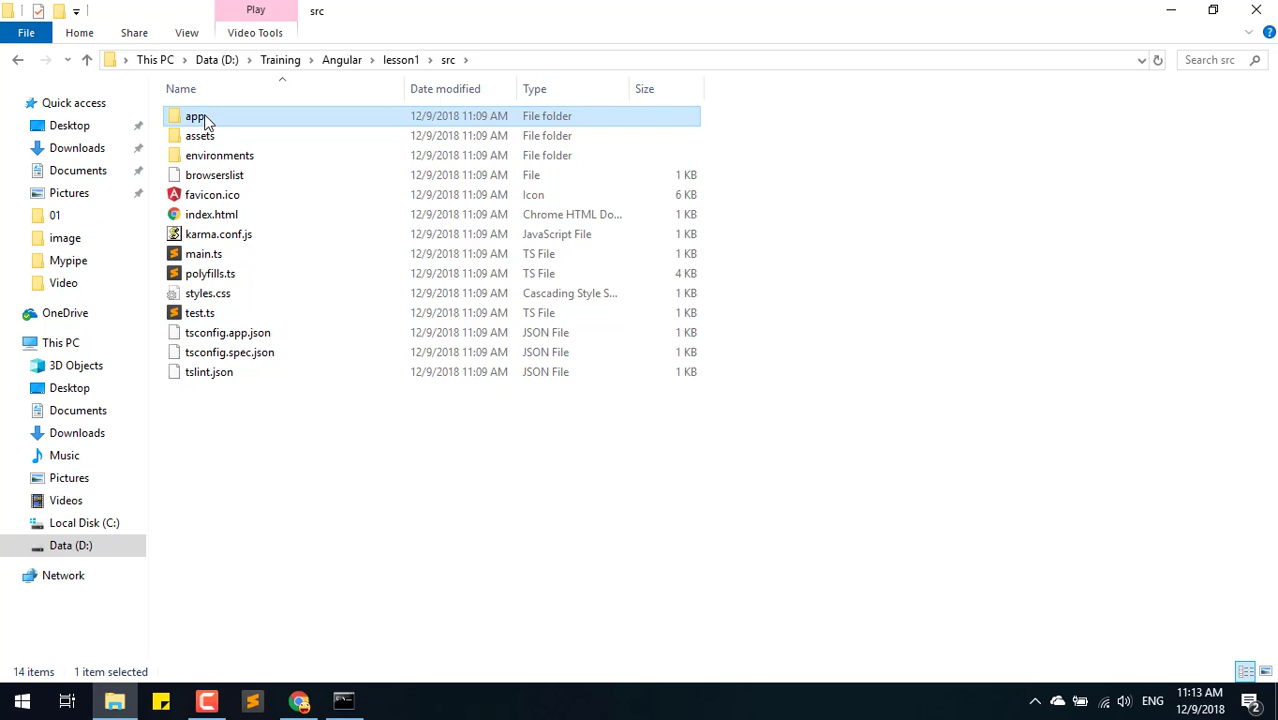 Play
src
File
Home
Share
View
Video Tools
This PC
Data (D:)
Training
Angular
lesson1
src
Search src
Name
Date modified
Type
Size
app 12/9/2018 11:09 AM File folder
assets 12/9/2018 11:09 AM File folder
environments 12/9/2018 11:09 AM File folder
browserslist 12/9/2018 11:09 AM File 1 KB
favicon.ico 12/9/2018 11:09 AM Icon 6 KB
index.html 12/9/2018 11:09 AM Chrome HTML Do... 1 KB
karma.conf.js 12/9/2018 11:09 AM JavaScript File 1 KB
main.ts 12/9/2018 11:09 AM TS File 1 KB
polyfills.ts 12/9/2018 11:09 AM TS File 4 KB
styles.css 12/9/2018 11:09 AM Cascading Style S... 1 KB
test.ts 12/9/2018 11:09 AM TS File 1 KB
tsconfig.app.json 12/9/2018 11:09 AM JSON File 1 KB
tsconfig.spec.json 12/9/2018 11:09 AM JSON File 1 KB
tslint.json 12/9/2018 11:09 AM JSON File 1 KB
Quick access
Desktop
Downloads
Documents
Pictures
01
image
Mypipe
Video
OneDrive
This PC
3D Objects
Desktop
Documents
Downloads
Music
Pictures
Videos
Local Disk (C:)
Data (D:)
Network
14 items
1 item selected
ENG
11:13 AM
12/9/2018
2